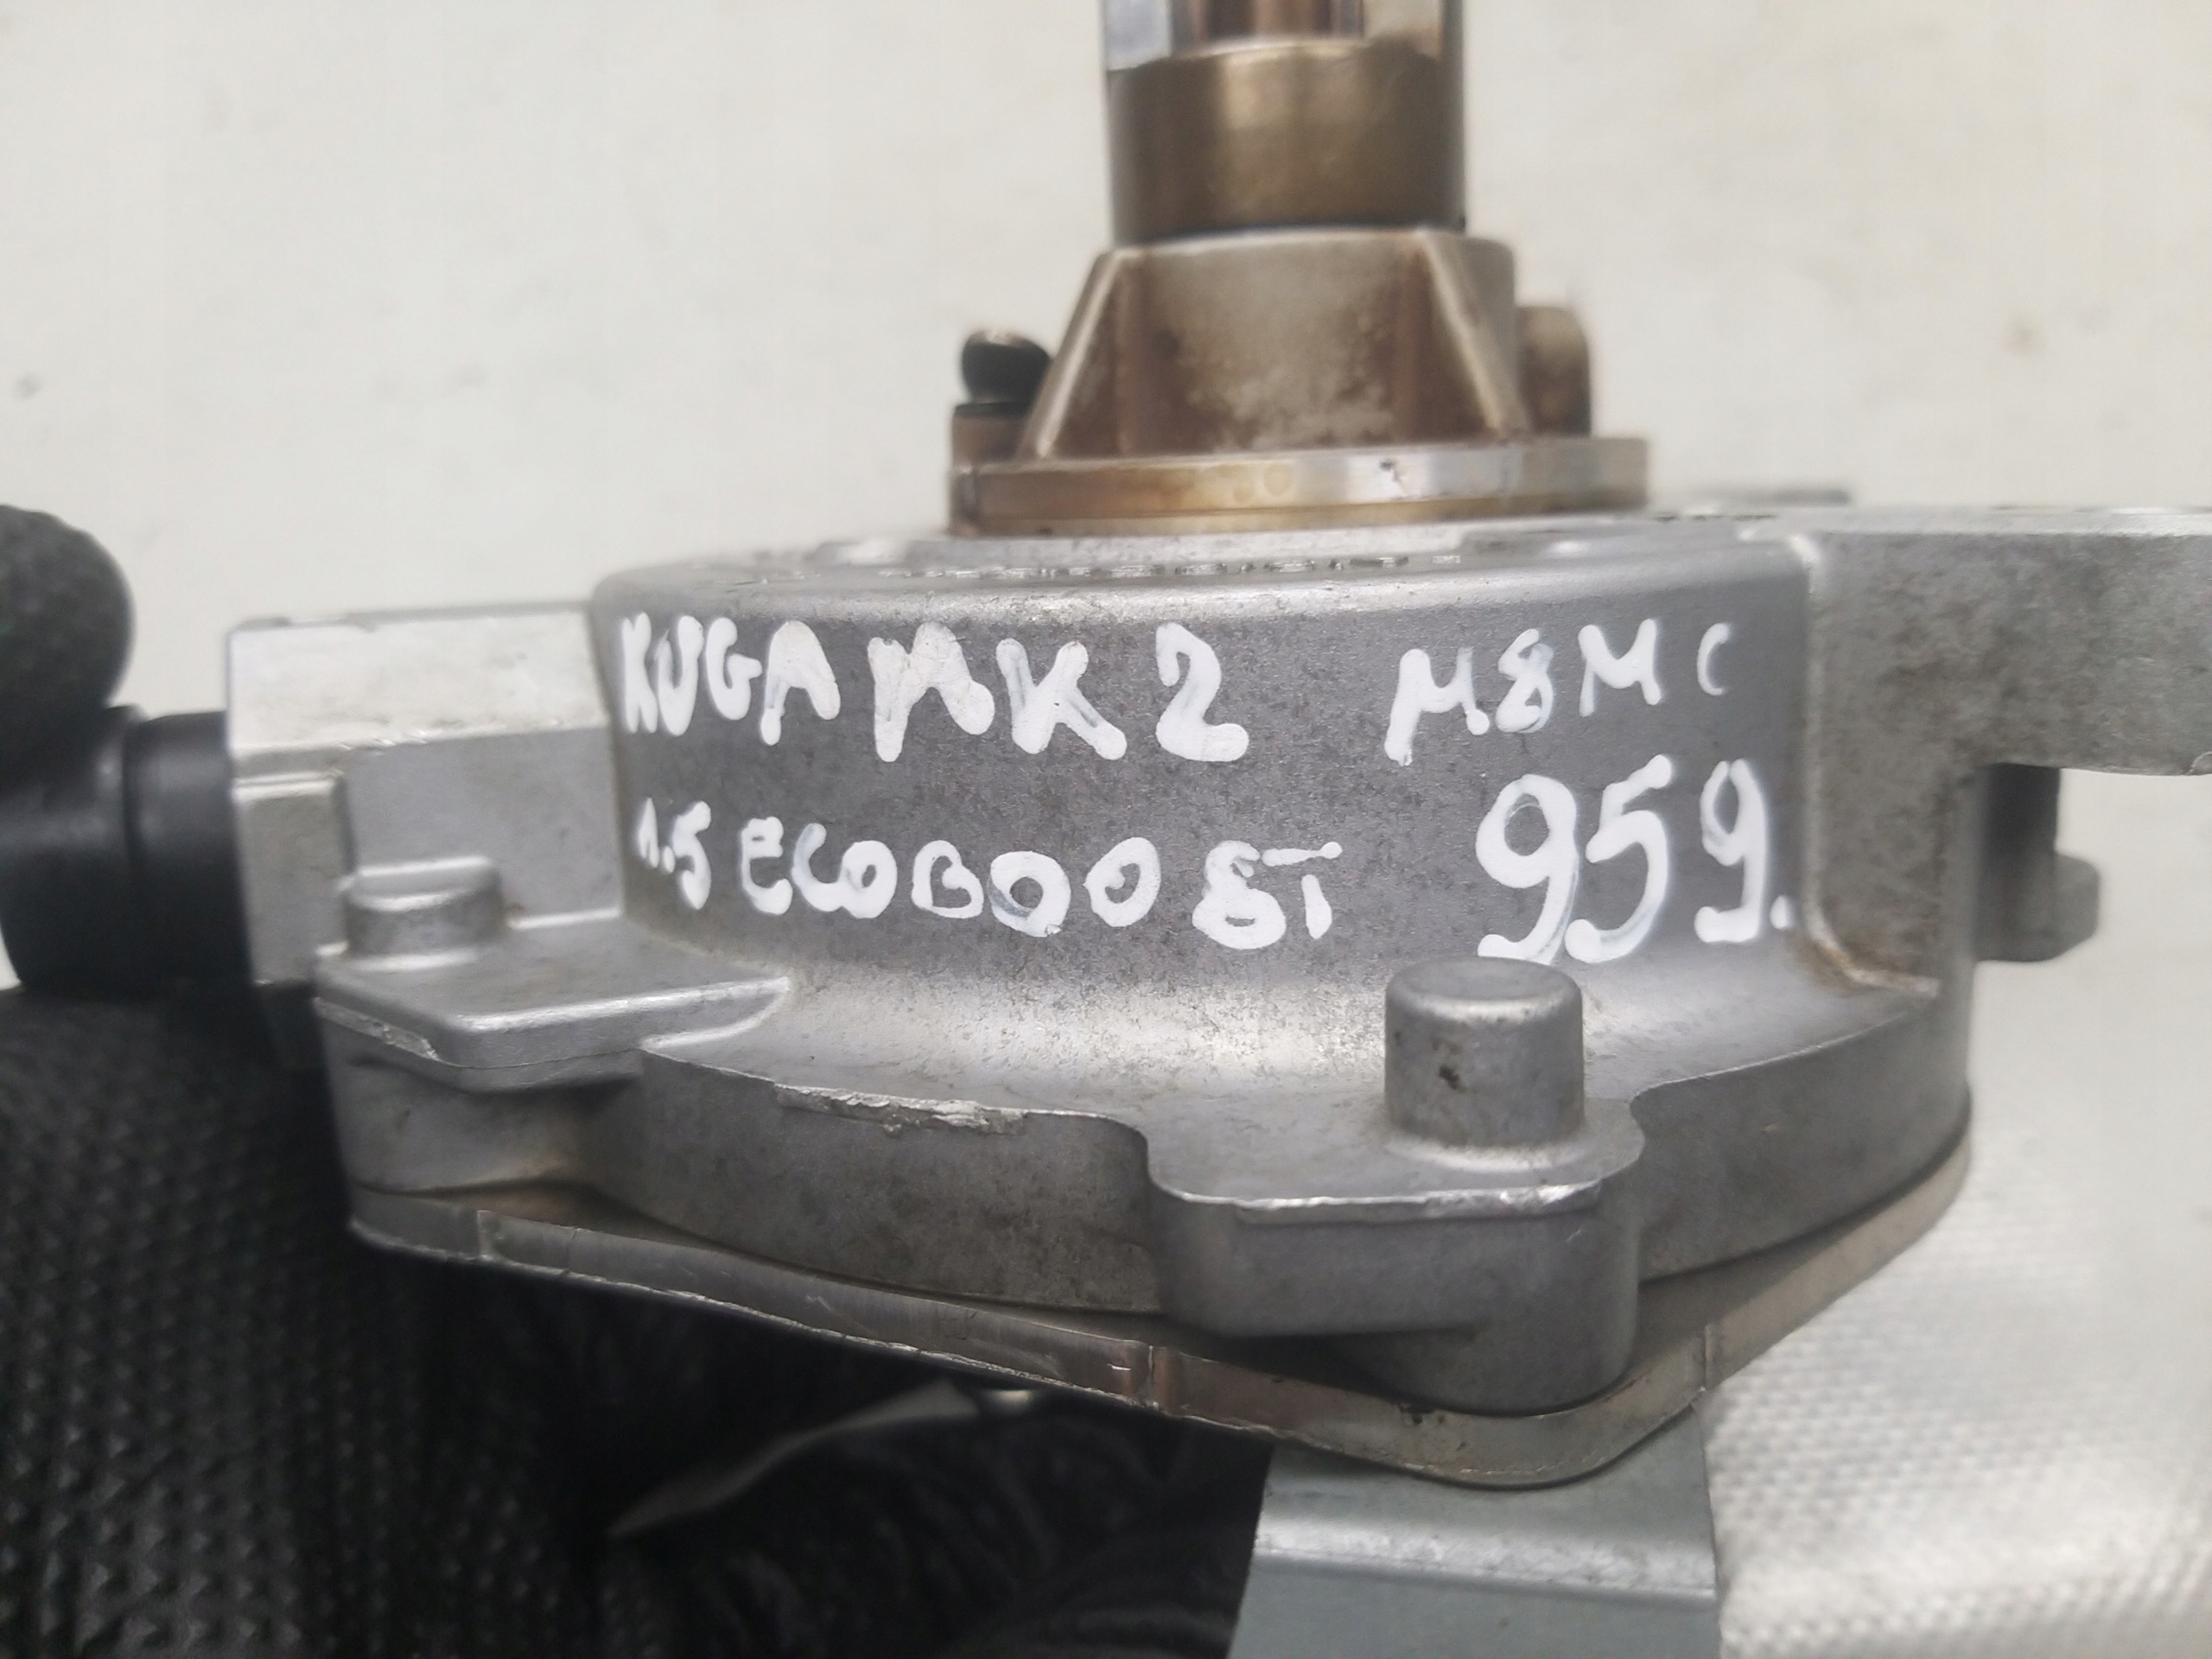 KUGA MK2 M8MC
1.5 ECOBOOST 959.